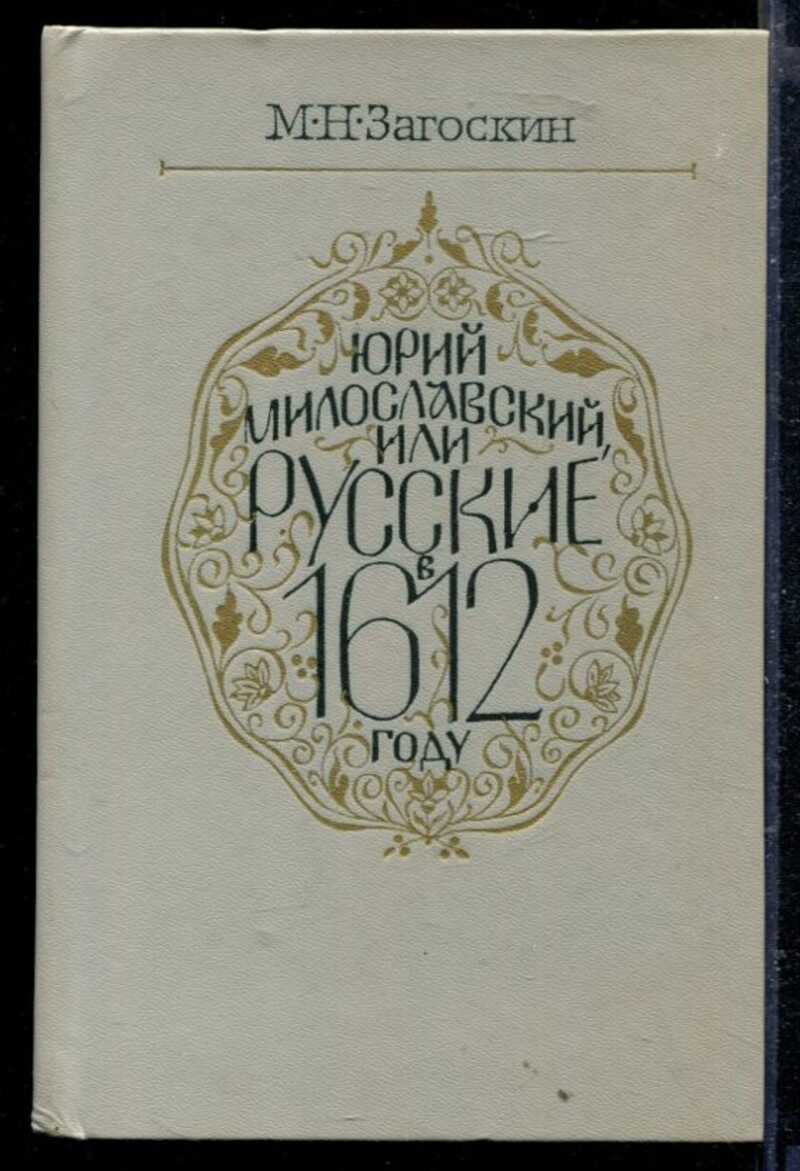 М·Н·Загоскин
ЮРИЙ
МИЛОСЛАВСКИЙ,
ИЛИ
РУССКИЕ
в
1612
году